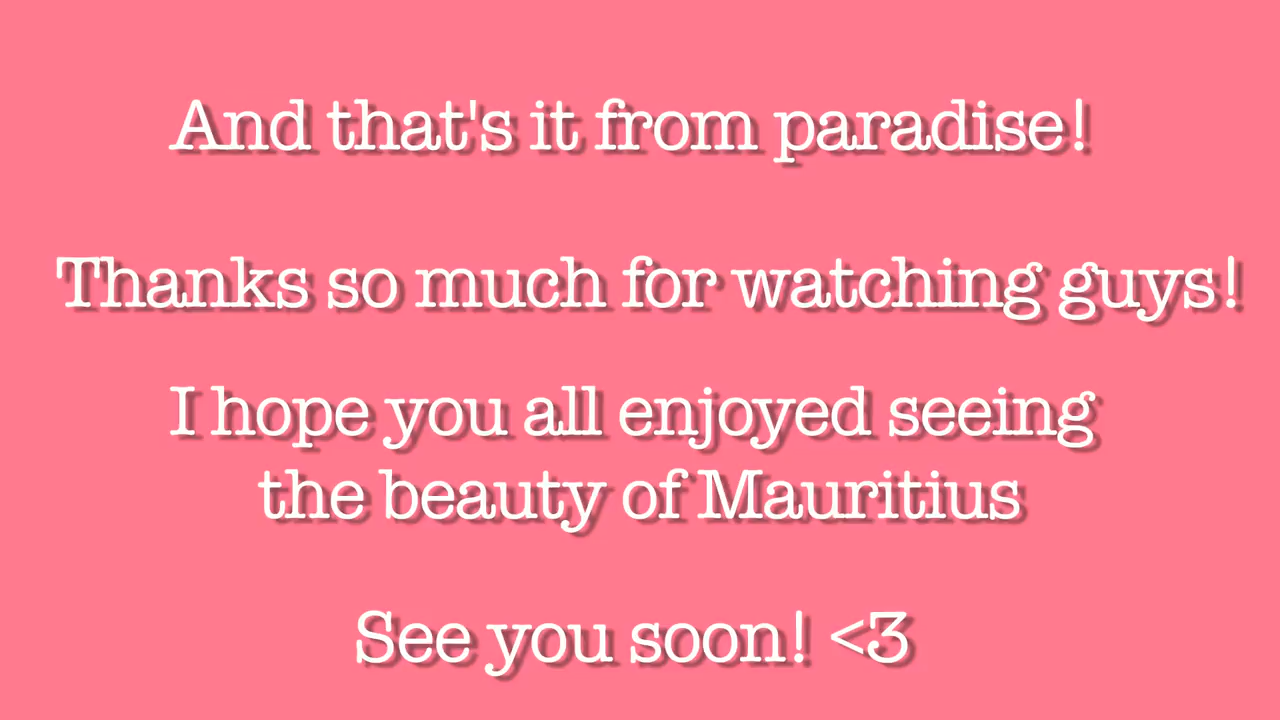 And that's it from paradise!
Thanks so much for watching guys!
I hope you all enjoyed seeing
the beauty of Mauritius
See you soon! <3